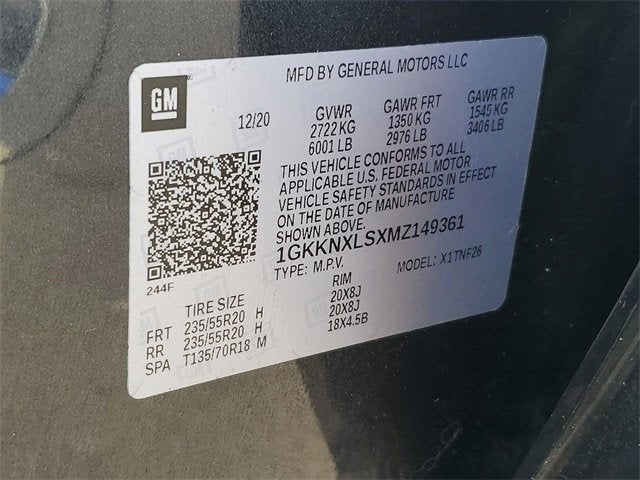 MFD BY GENERAL MOTORS LLC
GM
12/20
GVWR GAWR FRT GAWR RR
2722 KG 1350 KG 1545 KG
6001 LB 2976 LB 3406 LB
THIS VEHICLE CONFORMS TO ALL
APPLICABLE U.S. FEDERAL MOTOR
VEHICLE SAFETY STANDARDS IN EFFECT
ON THE DATE OF MANUFACTURE
SHOWN ABOVE.
1GKKNXLSXMZ149361
TYPE: M.P.V. MODEL: X1TNF26
244F
TIRE SIZE RIM
FRT 235/55R20 H 20X8J
RR 235/55R20 H 20X8J
SPA T135/70R18 M 18X4.5B